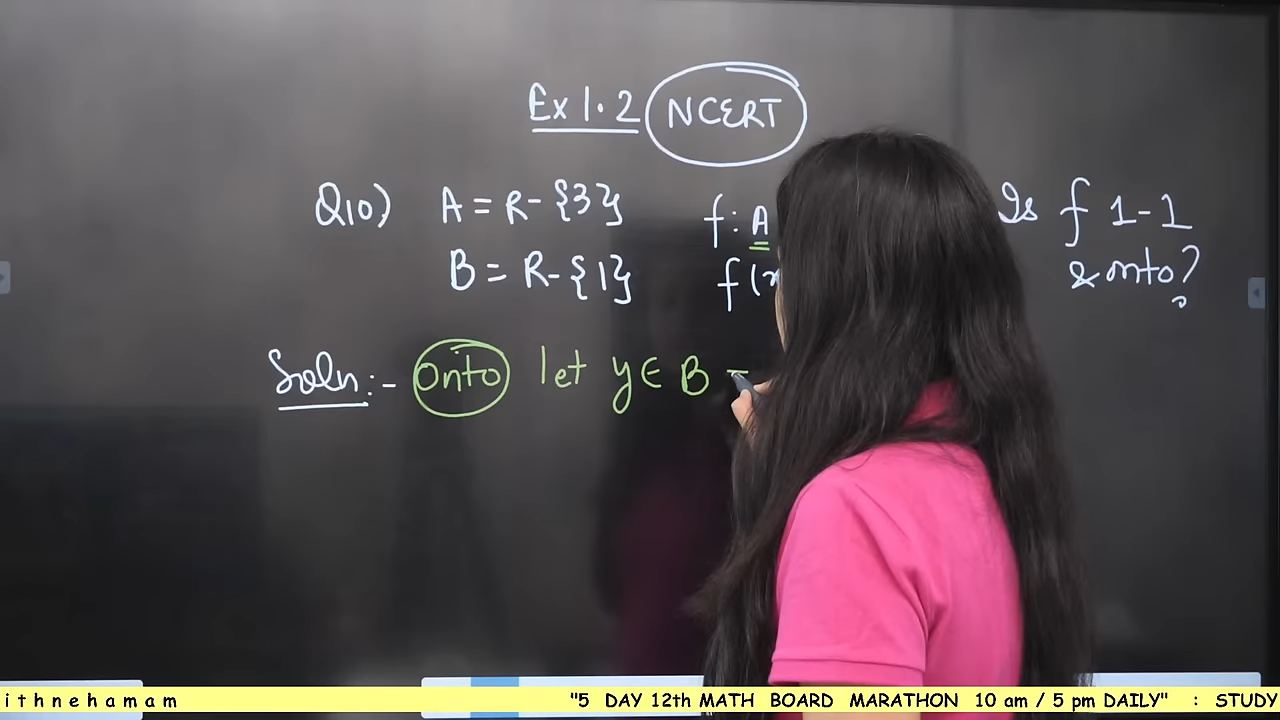 Ex 1.2 NCERT
Q10) A = R - {3} f: A Is f 1-1
B = R - {1} f(x & onto?
Soln :- Onto let y ∈ B
ithnehamam "5 DAY 12th MATH BOARD MARATHON 10 am / 5 pm DAILY" : STUDY